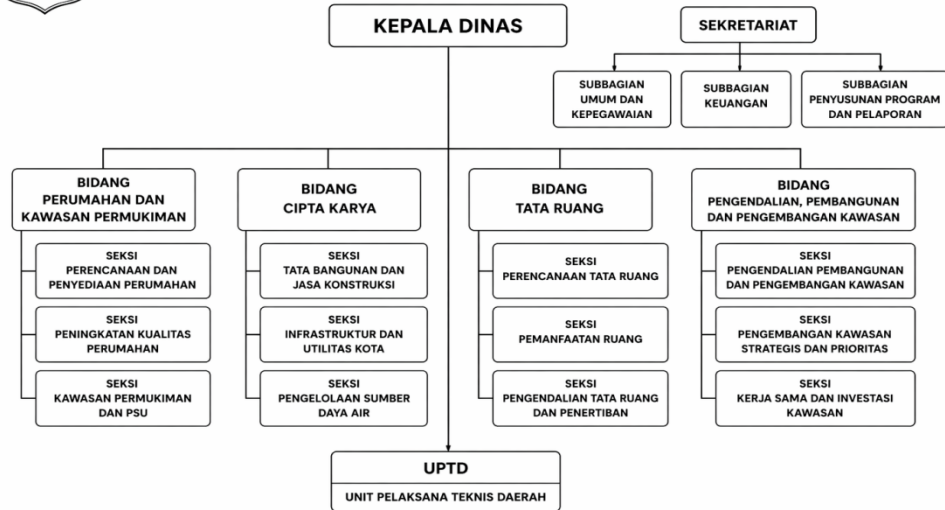 KEPALA DINAS
SEKRETARIAT
SUBBAGIAN
UMUM DAN
KEPEGAWAIAN
SUBBAGIAN
KEUANGAN
SUBBAGIAN
PENYUSUNAN PROGRAM
DAN PELAPORAN
BIDANG
PERUMAHAN DAN
KAWASAN PERMUKIMAN
SEKSI
PERENCANAAN DAN
PENYEDIAAN PERUMAHAN
SEKSI
PENINGKATAN KUALITAS
PERUMAHAN
SEKSI
KAWASAN PERMUKIMAN
DAN PSU
BIDANG
CIPTA KARYA
SEKSI
TATA BANGUNAN DAN
JASA KONSTRUKSI
SEKSI
INFRASTRUKTUR DAN
UTILITAS KOTA
SEKSI
PENGELOLAAN SUMBER
DAYA AIR
BIDANG
TATA RUANG
SEKSI
PERENCANAAN TATA RUANG
SEKSI
PEMANFAATAN RUANG
SEKSI
PENGENDALIAN TATA RUANG
DAN PENERTIBAN
BIDANG
PENGENDALIAN, PEMBANGUNAN
DAN PENGEMBANGAN KAWASAN
SEKSI
PENGENDALIAN PEMBANGUNAN
DAN PENGEMBANGAN KAWASAN
SEKSI
PENGEMBANGAN KAWASAN
STRATEGIS DAN PRIORITAS
SEKSI
KERJA SAMA DAN INVESTASI
KAWASAN
UPTD
UNIT PELAKSANA TEKNIS DAERAH